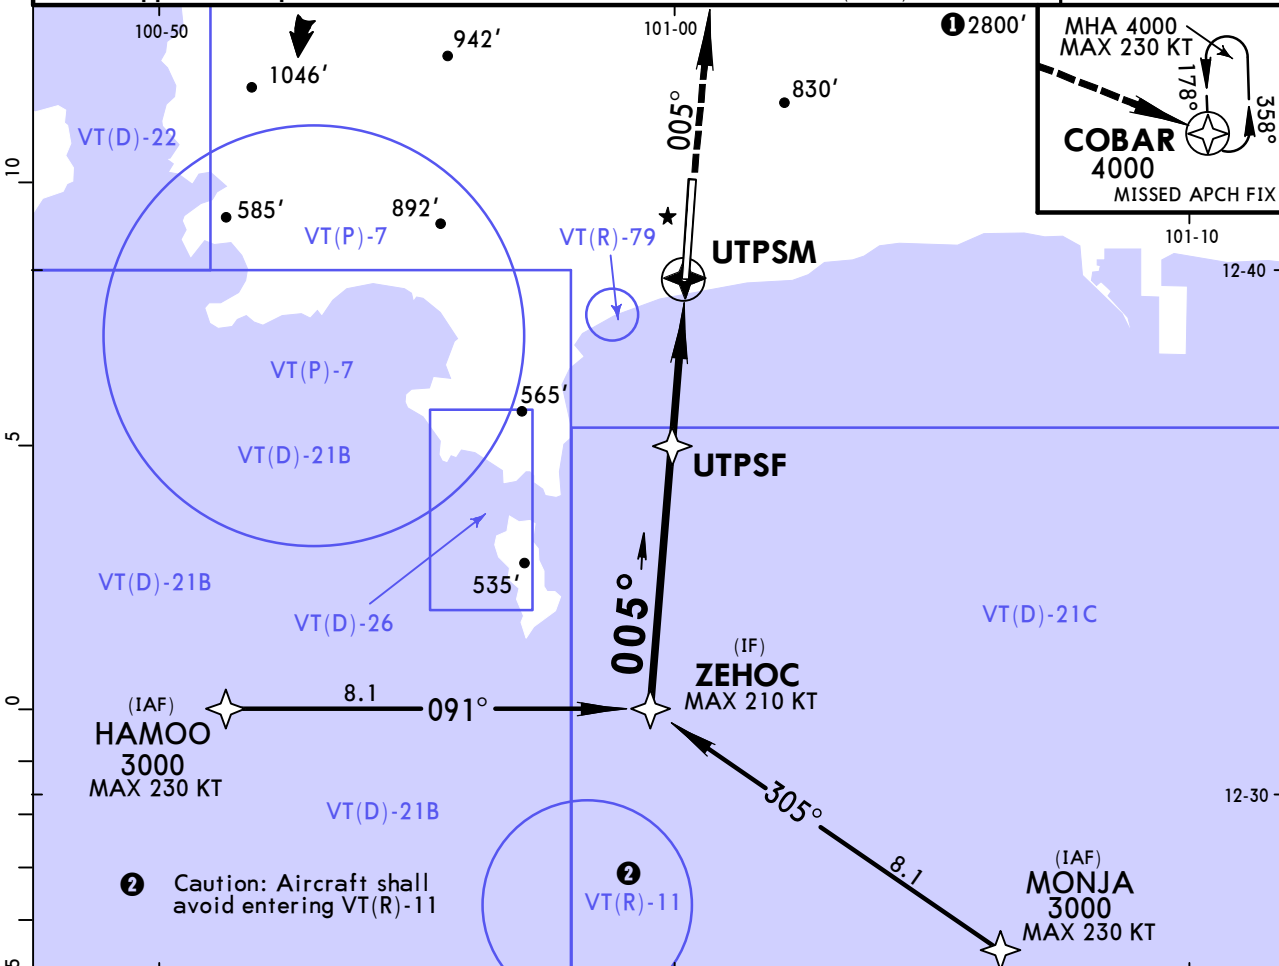 100-50
101-00
❶ 2800'
MHA 4000
MAX 230 KT
178°
358°
COBAR
4000
MISSED APCH FIX
942'
1046'
830'
005°
VT(D)-22
10
585'
892'
VT(P)-7
VT(R)-79
UTPSM
101-10
12-40
VT(P)-7
565'
5
VT(D)-21B
UTPSF
VT(D)-21B
535'
VT(D)-26
005°
VT(D)-21C
(IF)
ZEHOC
MAX 210 KT
0
(IAF)
HAMOO
3000
MAX 230 KT
8.1
091°
305°
8.1
12-30
VT(D)-21B
(IAF)
MONJA
3000
MAX 230 KT
❷ Caution: Aircraft shall
avoid entering VT(R)-11
❷
VT(R)-11
5